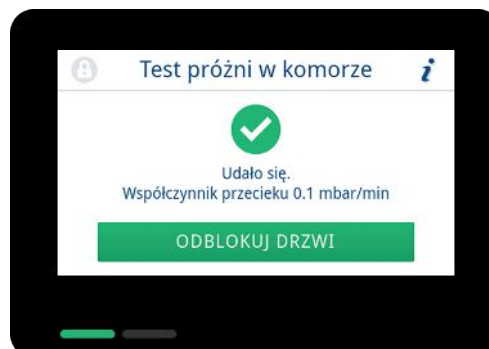 Test próżni w komorze
i
Udało się.
Współczynnik przecieku 0.1 mbar/min
ODBLOKUJ DRZWI